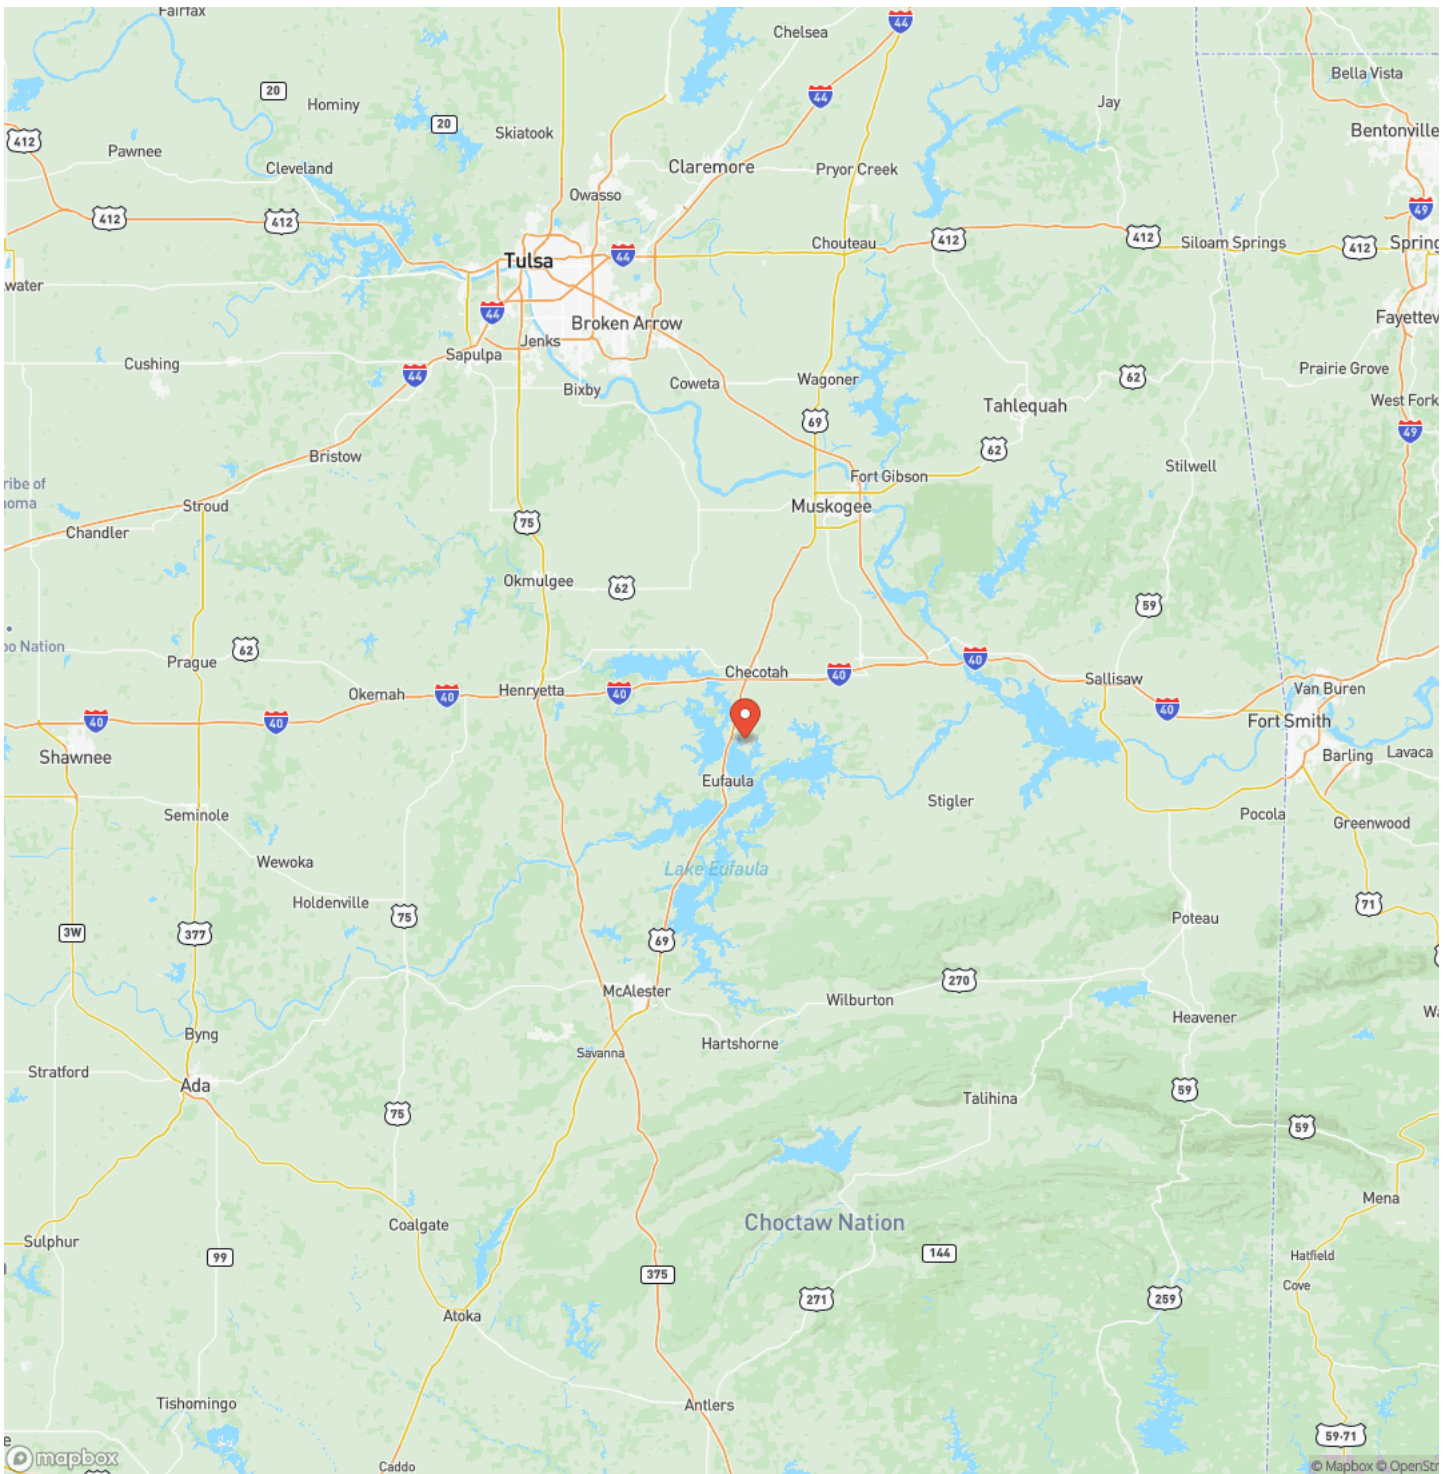 Fairfax
44
Chelsea
Bella Vista
20
Hominy
44
Jay
20
Skiatook
Bentonville
412
Pawnee
Cleveland
Claremore
Pryor Creek
Owasso
49
412
412
412
412
Chouteau
Siloam Springs
412
Spring
Tulsa
44
water
44
Broken Arrow
Fayettev
Jenks
Sapulpa
Cushing
44
Bixby
Coweta
Wagoner
62
Prairie Grove
West Fork
Tahlequah
69
49
62
Bristow
Stilwell
Fort Gibson
ribe of
oma
Stroud
Muskogee
Chandler
75
Okmulgee
62
59
oo Nation
62
Prague
Checotah
40
40
Sallisaw
Okemah
40
Henryetta
40
Van Buren
40
40
40
Fort Smith
Shawnee
Barling
Lavaca
Eufaula
Stigler
Seminole
Pocola
Greenwood
Wewoka
Lake Eufaula
Holdenville
75
71
Poteau
3W
377
69
270
McAlester
Wilburton
Heavener
Wa
Byng
Savanna
Hartshorne
Stratford
Ada
59
Talihina
75
59
Mena
Choctaw Nation
Coalgate
Sulphur
99
144
Hatfield
375
Cove
271
259
Atoka
Tishomingo
Antlers
59-71
e
mapbox
Caddo
© Mapbox © OpenStr